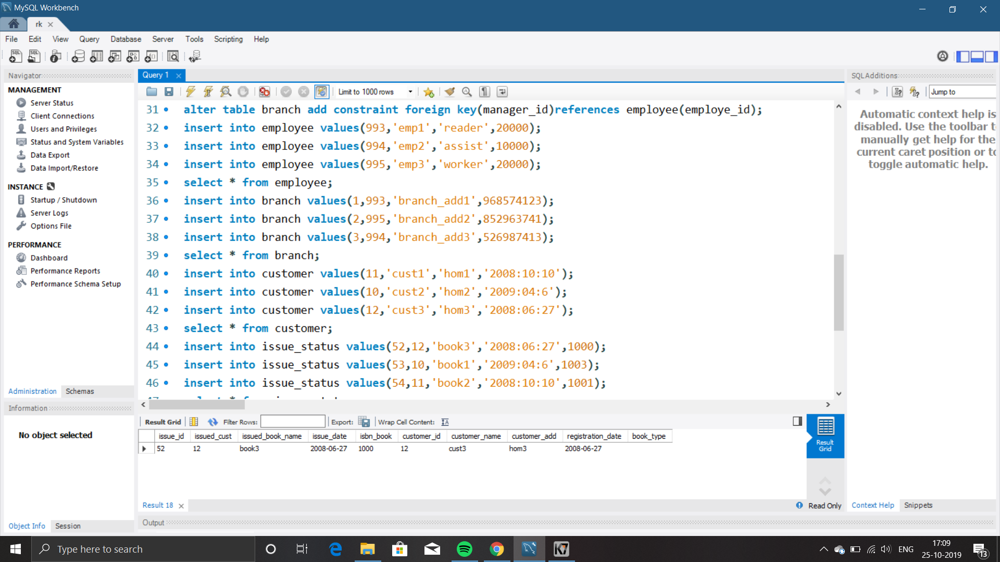 MySQL Workbench
rk
File Edit View Query Database Server Tools Scripting Help
Navigator
MANAGEMENT
Server Status
Client Connections
Users and Privileges
Status and System Variables
Data Export
Data Import/Restore
INSTANCE
Startup / Shutdown
Server Logs
Options File
PERFORMANCE
Dashboard
Performance Reports
Performance Schema Setup
Administration Schemas
Information
No object selected
Object Info Session
Query 1
Limit to 1000 rows
31 alter table branch add constraint foreign key(manager_id)references employee(employe_id);
32 insert into employee values(993,'emp1','reader',20000);
33 insert into employee values(994,'emp2','assist',10000);
34 insert into employee values(995,'emp3','worker',20000);
35 select * from employee;
36 insert into branch values(1,993,'branch_add1',968574123);
37 insert into branch values(2,995,'branch_add2',852963741);
38 insert into branch values(3,994,'branch_add3',526987413);
39 select * from branch;
40 insert into customer values(11,'cust1','hom1','2008:10:10');
41 insert into customer values(10,'cust2','hom2','2009:04:6');
42 insert into customer values(12,'cust3','hom3','2008:06:27');
43 select * from customer;
44 insert into issue_status values(52,12,'book3','2008:06:27',1000);
45 insert into issue_status values(53,10,'book1','2009:04:6',1003);
46 insert into issue_status values(54,11,'book2','2008:10:10',1001);
Result Grid Filter Rows: Export: Wrap Cell Content:
issue_id issued_cust issued_book_name issue_date isbn_book customer_id customer_name customer_add registration_date book_type
52 12 book3 2008-06-27 1000 12 cust3 hom3 2008-06-27
Result
Grid
Result 18
Read Only
Output
SQLAdditions
Jump to
Automatic context help is
disabled. Use the toolbar t
manually get help for the
current caret position or to
toggle automatic help.
Context Help Snippets
Type here to search
ENG
17:09
25-10-2019
13